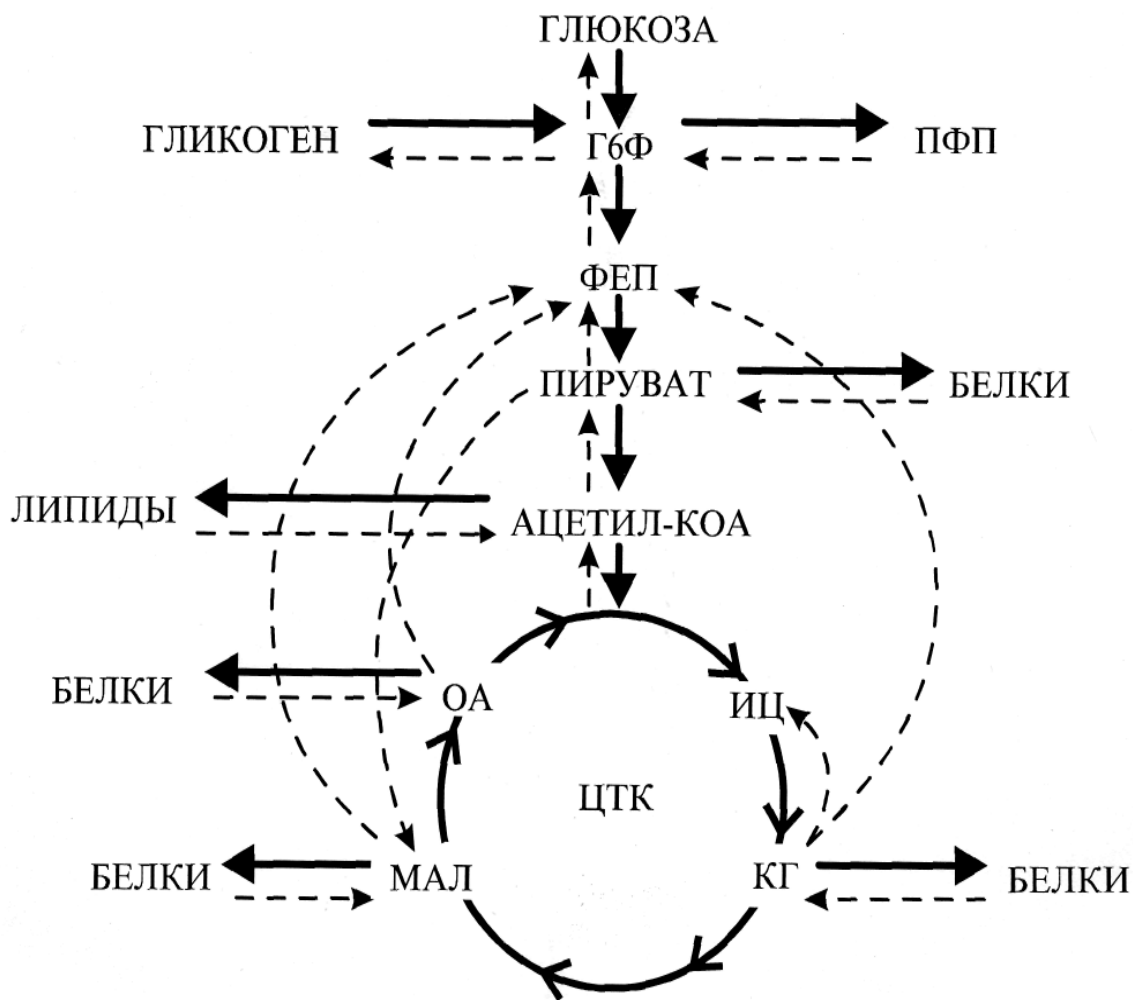 ГЛЮКОЗА
ГЛИКОГЕН
Г6Ф
ПФП
ФЕП
ПИРУВАТ
БЕЛКИ
ЛИПИДЫ
АЦЕТИЛ-КОА
БЕЛКИ
ОА
ИЦ
ЦТК
БЕЛКИ
МАЛ
КГ
БЕЛКИ